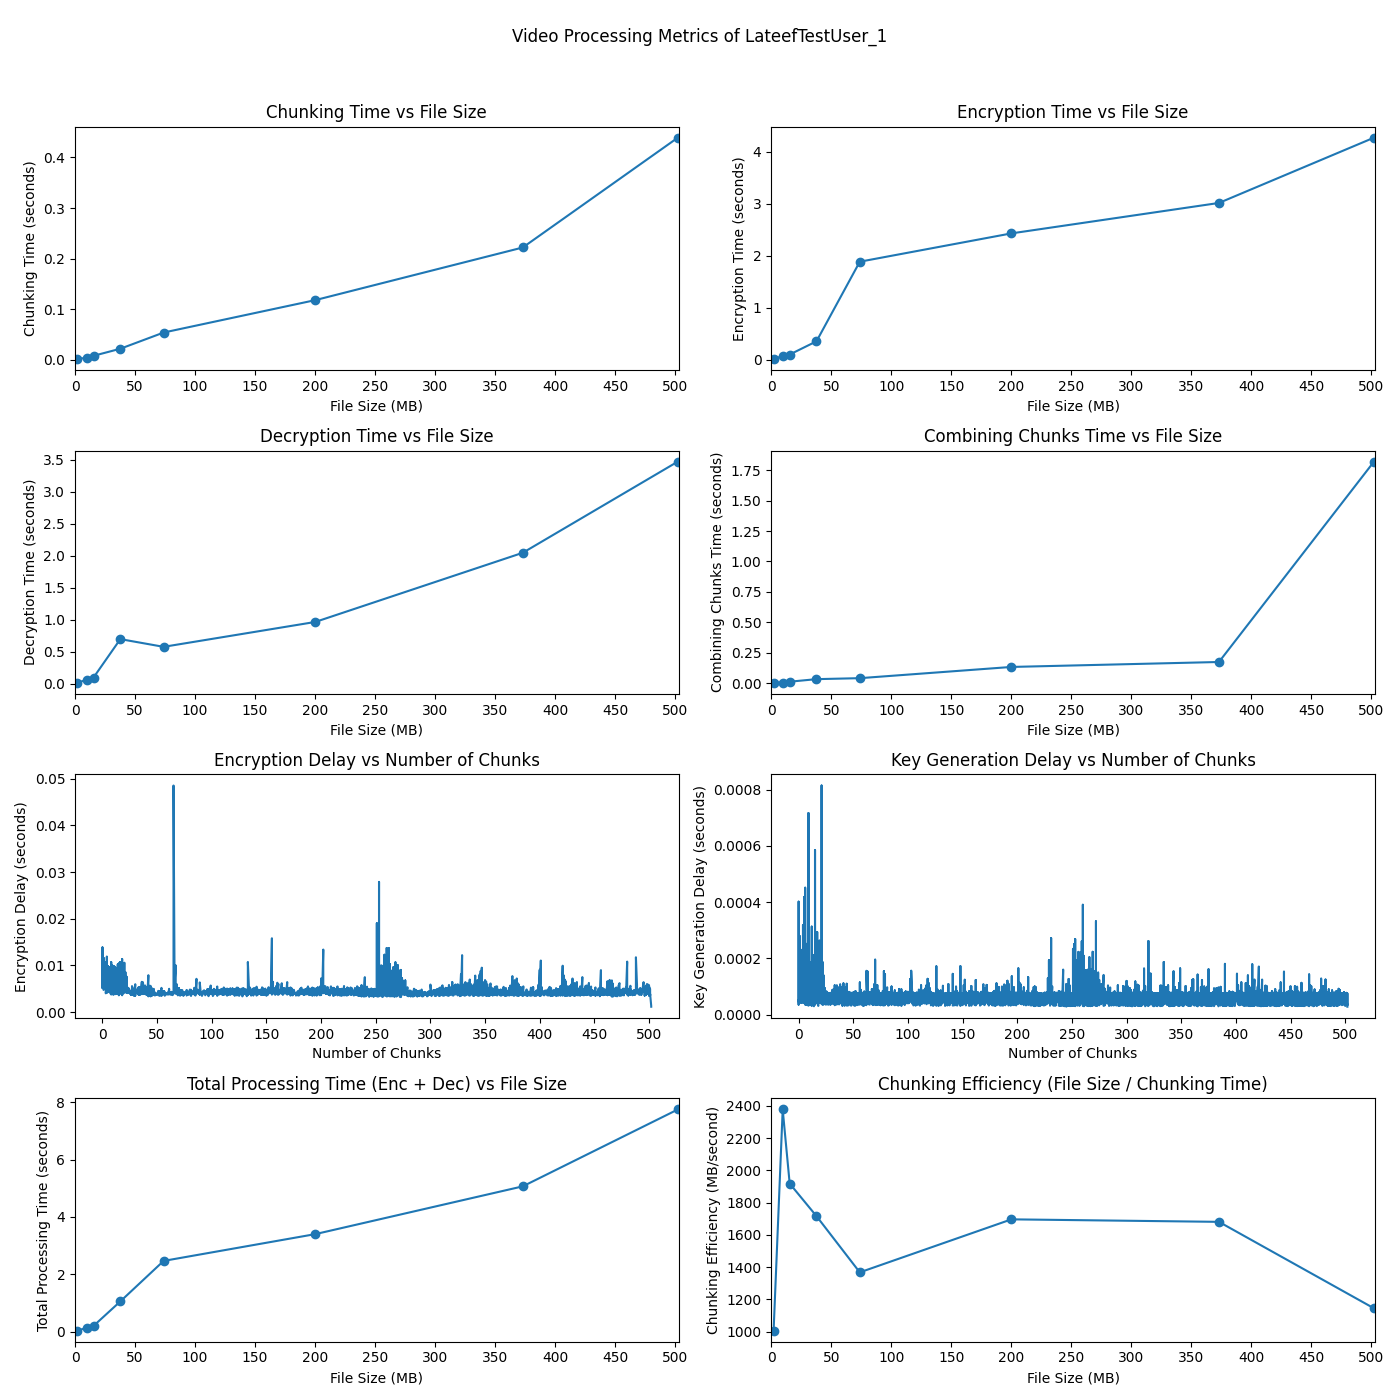 Video Processing Metrics of LateefTestUser_1
Chunking Time vs File Size
Chunking Time (seconds)
0.4
0.3
0.2
0.1
0.0
0 50 100 150 200 250 300 350 400 450 500
File Size (MB)
Encryption Time vs File Size
Encryption Time (seconds)
4
3
2
1
0
0 50 100 150 200 250 300 350 400 450 500
File Size (MB)
Decryption Time vs File Size
Decryption Time (seconds)
3.5
3.0
2.5
2.0
1.5
1.0
0.5
0.0
0 50 100 150 200 250 300 350 400 450 500
File Size (MB)
Combining Chunks Time vs File Size
Combining Chunks Time (seconds)
1.75
1.50
1.25
1.00
0.75
0.50
0.25
0.00
0 50 100 150 200 250 300 350 400 450 500
File Size (MB)
Encryption Delay vs Number of Chunks
Encryption Delay (seconds)
0.05
0.04
0.03
0.02
0.01
0.00
0 50 100 150 200 250 300 350 400 450 500
Number of Chunks
Key Generation Delay vs Number of Chunks
Key Generation Delay (seconds)
0.0008
0.0006
0.0004
0.0002
0.0000
0 50 100 150 200 250 300 350 400 450 500
Number of Chunks
Total Processing Time (Enc + Dec) vs File Size
Total Processing Time (seconds)
8
6
4
2
0
0 50 100 150 200 250 300 350 400 450 500
File Size (MB)
Chunking Efficiency (File Size / Chunking Time)
Chunking Efficiency (MB/second)
2400
2200
2000
1800
1600
1400
1200
1000
0 50 100 150 200 250 300 350 400 450 500
File Size (MB)